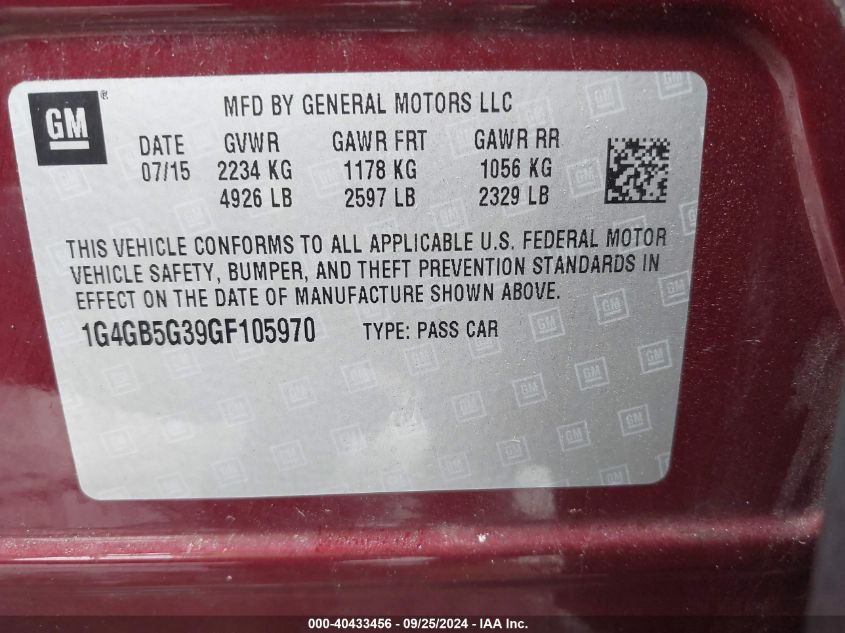 GM ®
MFD BY GENERAL MOTORS LLC
DATE GVWR GAWR FRT GAWR RR
07/15 2234 KG 1178 KG 1056 KG
4926 LB 2597 LB 2329 LB
THIS VEHICLE CONFORMS TO ALL APPLICABLE U.S. FEDERAL MOTOR
VEHICLE SAFETY, BUMPER, AND THEFT PREVENTION STANDARDS IN
EFFECT ON THE DATE OF MANUFACTURE SHOWN ABOVE.
1G4GB5G39GF105970 TYPE: PASS CAR
000-40433456 - 09/25/2024 - IAA Inc.